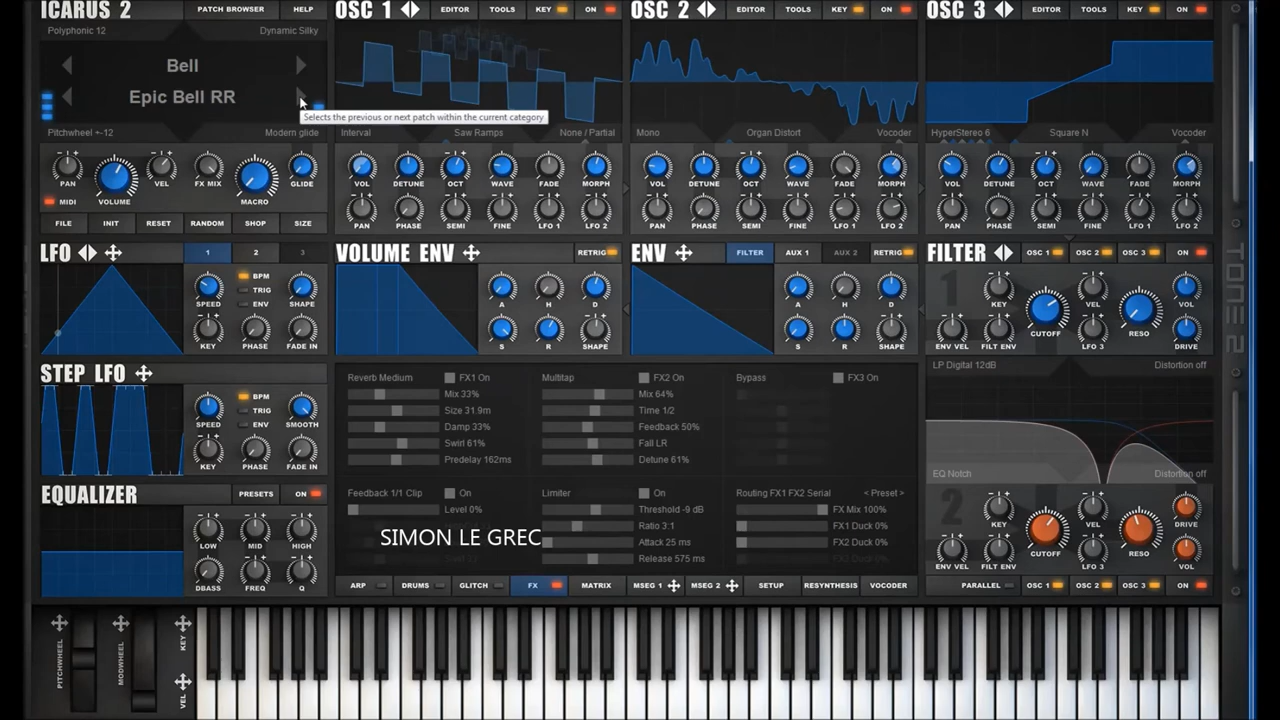 ICARUS 2 PATCH BROWSER HELP
Polyphonic 12 Dynamic Silky
Bell
Epic Bell RR
Selects the previous or next patch within the current category
Pitchwheel +-12 Modern glide
PAN VOLUME VEL FX MIX MACRO GLIDE
MIDI
FILE INIT RESET RANDOM SHOP SIZE
OSC 1 EDITOR TOOLS KEY ON
Interval Saw Ramps None / Partial
VOL DETUNE OCT WAVE FADE MORPH
PAN PHASE SEMI FINE LFO 1 LFO 2
OSC 2 EDITOR TOOLS KEY ON
Mono Organ Distort Vocoder
VOL DETUNE OCT WAVE FADE MORPH
PAN PHASE SEMI FINE LFO 1 LFO 2
OSC 3 EDITOR TOOLS KEY ON
HyperStereo 6 Square N Vocoder
VOL DETUNE OCT WAVE FADE MORPH
PAN PHASE SEMI FINE LFO 1 LFO 2
LFO 1 2 3
SPEED BPM TRIG ENV SHAPE
KEY PHASE FADE IN
VOLUME ENV RETRIG
A H D
S R SHAPE
ENV FILTER AUX 1 AUX 2 RETRIG
A H D
S R SHAPE
FILTER OSC 1 OSC 2 OSC 3 ON
1 KEY CUTOFF VEL RESO VOL
ENV VEL FILT ENV LFO 3 DRIVE
LP Digital 12dB Distortion off
EQ Notch Distortion off
2 KEY CUTOFF VEL RESO DRIVE
ENV VEL FILT ENV LFO 3 VOL
PARALLEL OSC 1 OSC 2 OSC 3 ON
STEP LFO
SPEED BPM TRIG ENV SMOOTH
KEY PHASE FADE IN
EQUALIZER PRESETS ON
LOW MID HIGH
DBASS FREQ Q
Reverb Medium FX1 On
Mix 33%
Size 31.9m
Damp 33%
Swirl 61%
Predelay 162ms
Multitap FX2 On
Mix 64%
Time 1/2
Feedback 50%
Fall LR
Detune 61%
Bypass FX3 On
Feedback 1/1 Clip On
Level 0%
SIMON LE GREC
Limiter On
Threshold -9 dB
Ratio 3:1
Attack 25 ms
Release 575 ms
Routing FX1 FX2 Serial < Preset >
FX Mix 100%
FX1 Duck 0%
FX2 Duck 0%
ARP DRUMS GLITCH FX MATRIX MSEG 1 MSEG 2 SETUP RESYNTHESIS VOCODER
PITCHWHEEL MODWHEEL KEY VEL
TONE 2